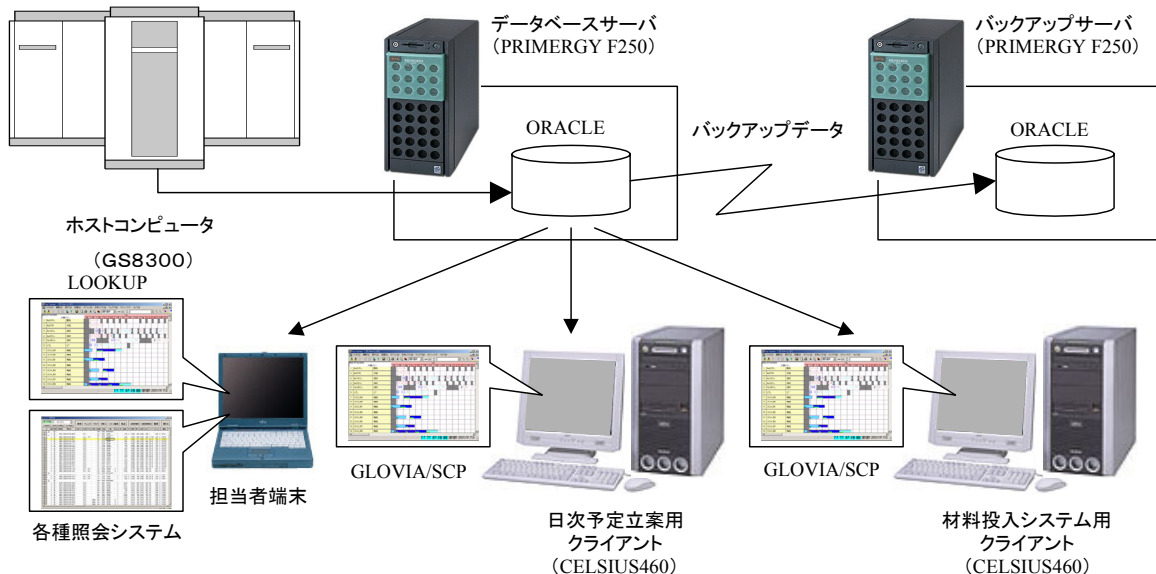 データベースサーバ
（PRIMERGY F250）
バックアップサーバ
（PRIMERGY F250）
ORACLE
バックアップデータ
ORACLE
ホストコンピュータ
（GS8300）
LOOKUP
GLOVIA/SCP
GLOVIA/SCP
担当者端末
各種照会システム
日次予定立案用
クライアント
（CELSIUS460）
材料投入システム用
クライアント
（CELSIUS460）